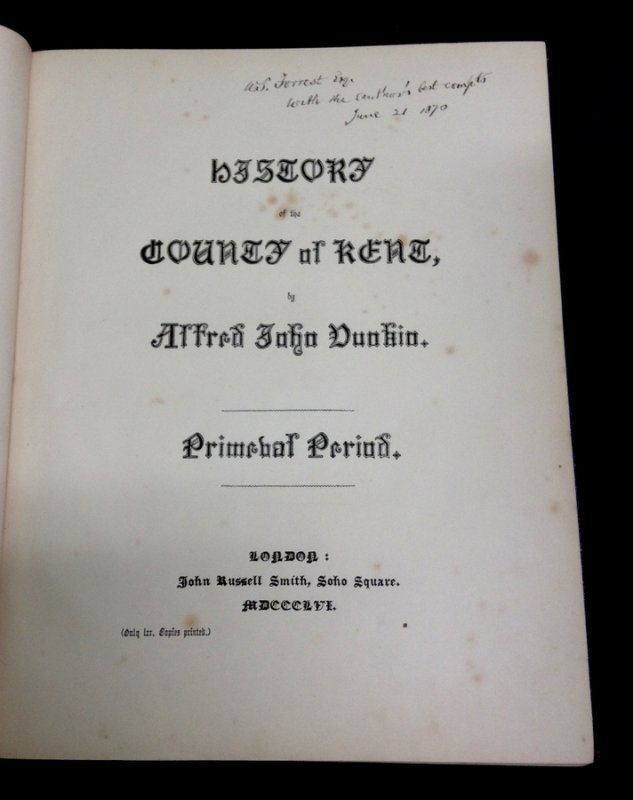 W.S. Forrest Esq.
with the author's best compts
June 21 1870
HISTORY
of the
COUNTY of KENT,
by
Alfred John Dunkin.
Primeval Period.
LONDON :
John Russell Smith, Soho Square.
MDCCCLVI.
(Only lxx. Copies printed.)